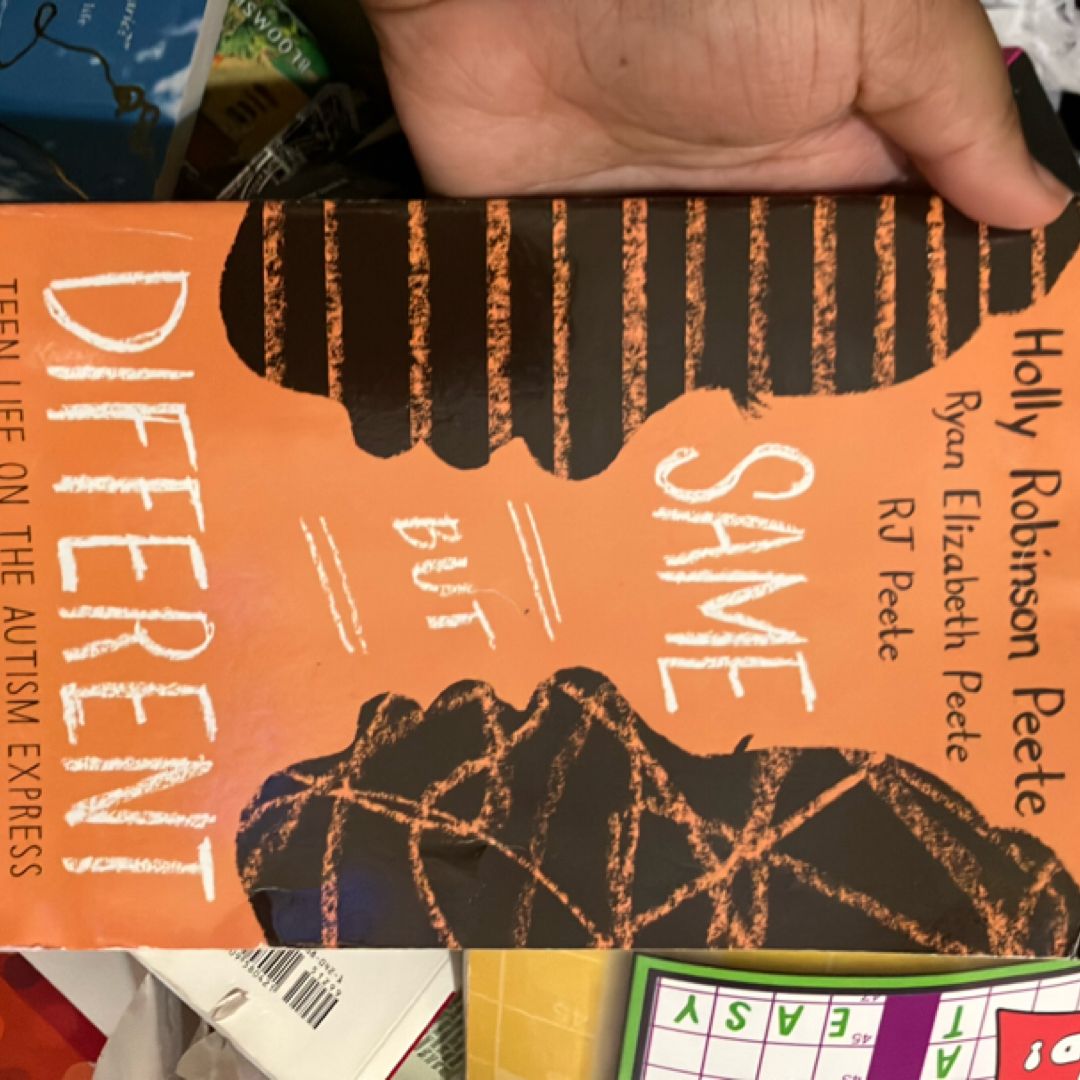 Holly Robinson Peete
Ryan Elizabeth Peete
RJ Peete
SAME
BUT
DIFFERENT
TEEN LIFE ON THE AUTISM EXPRESS
EASY